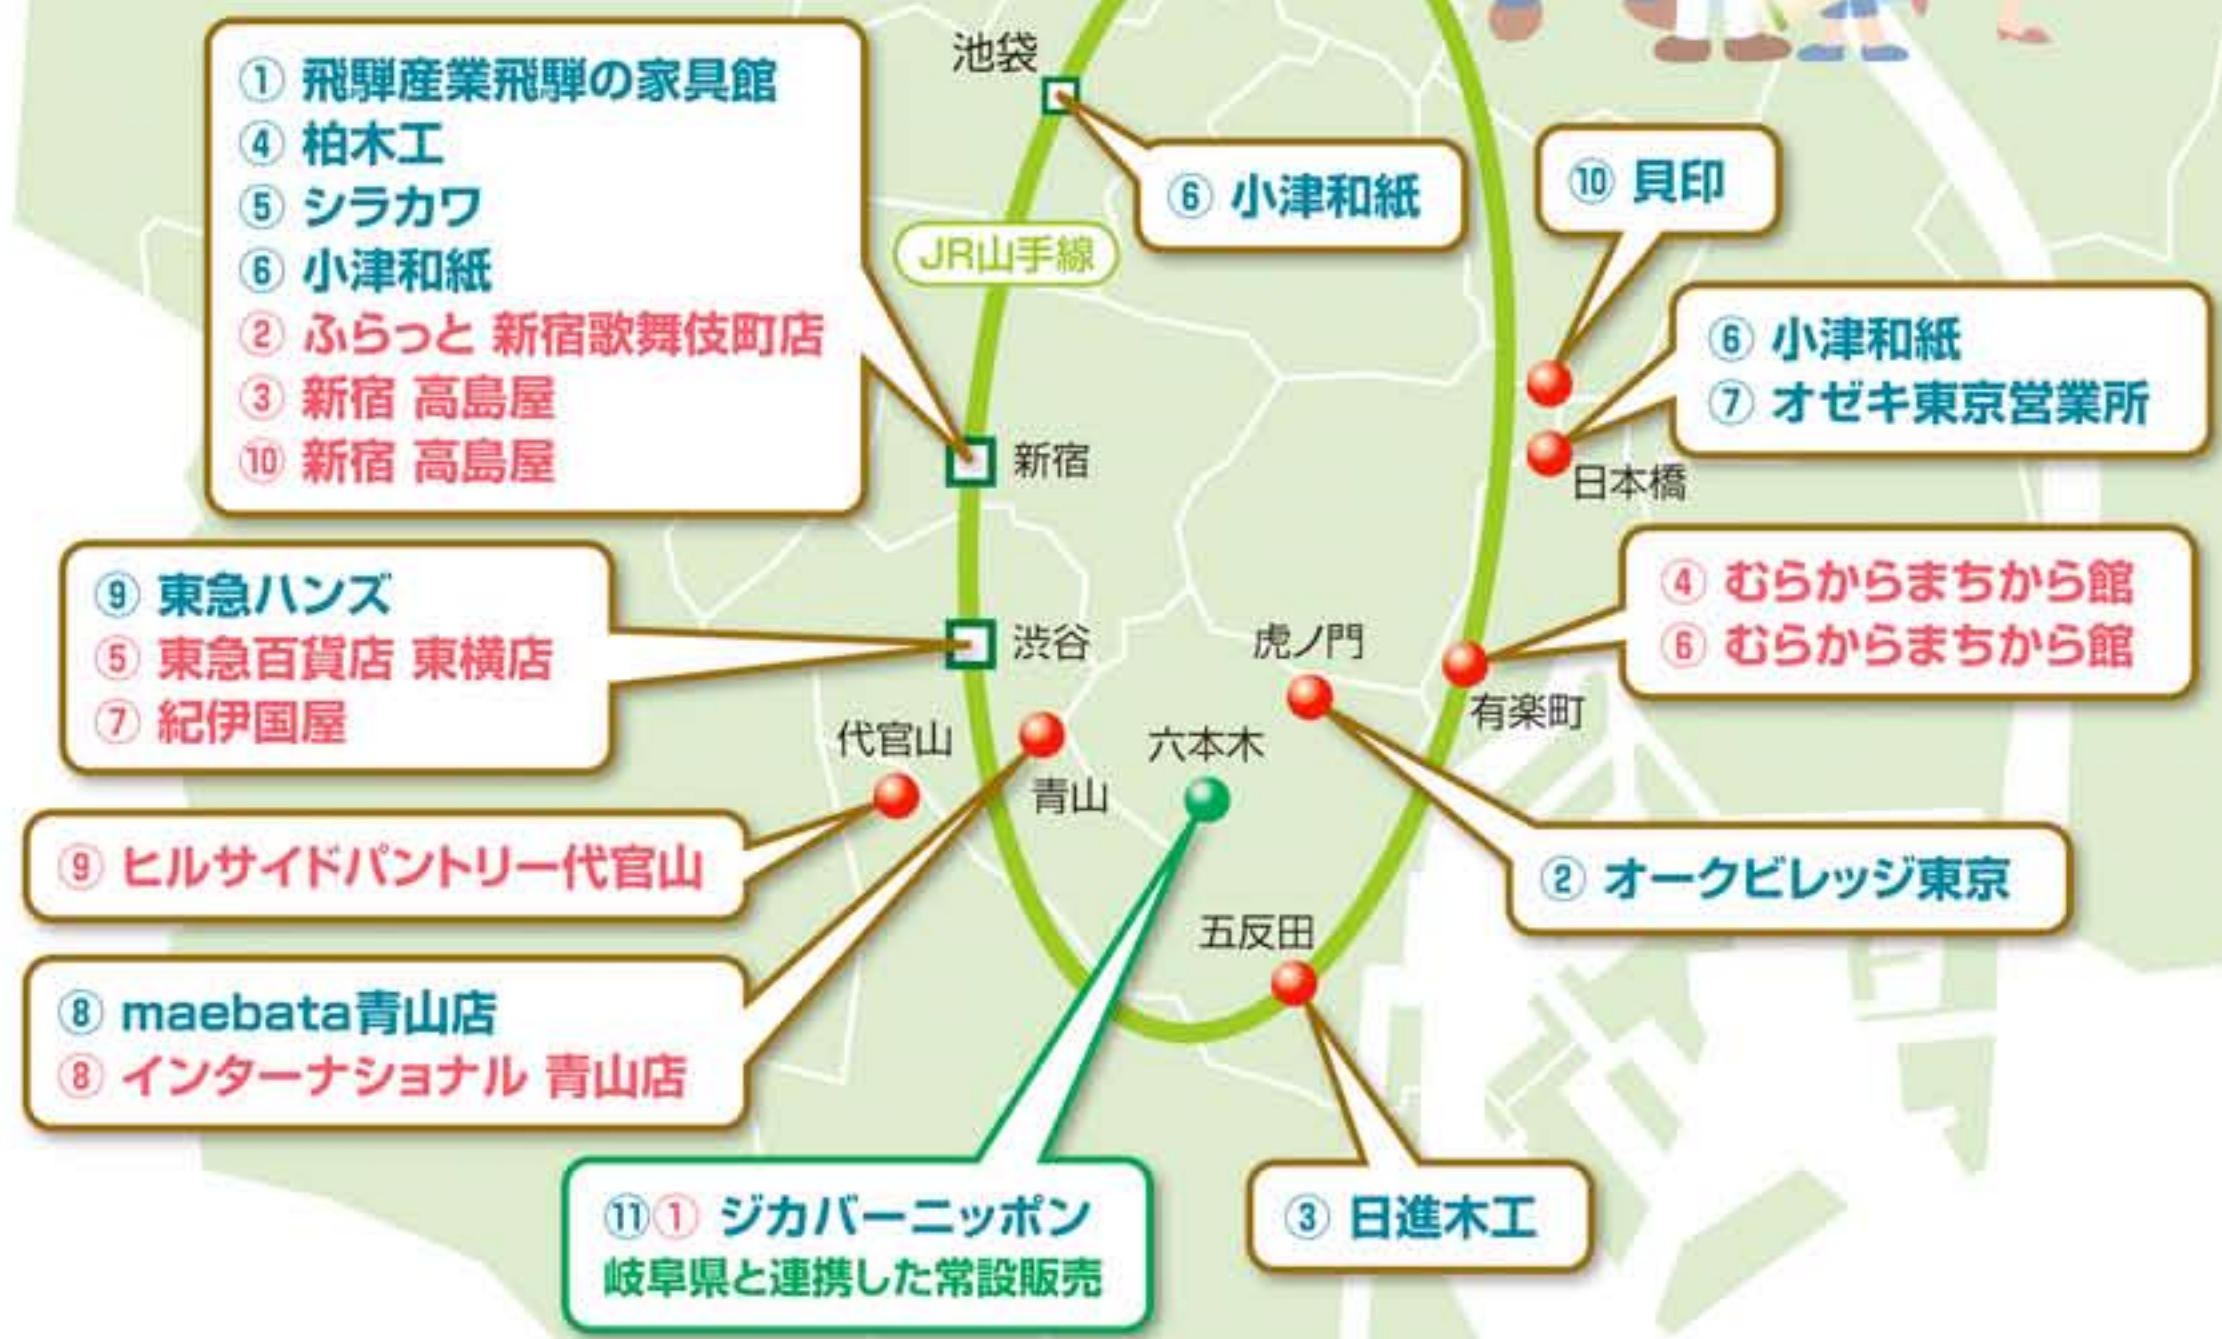 池袋
① 飛騨産業飛騨の家具館
④ 柏木工
⑤ シラカワ
⑥ 小津和紙
② ふらっと 新宿歌舞伎町店
③ 新宿 高島屋
⑩ 新宿 高島屋
⑥ 小津和紙
⑩ 貝印
JR山手線
⑥ 小津和紙
⑦ オゼキ東京営業所
新宿
日本橋
⑨ 東急ハンズ
⑤ 東急百貨店 東横店
⑦ 紀伊国屋
渋谷
虎ノ門
④ むらからまちから館
⑥ むらからまちから館
有楽町
代官山
青山
六本木
⑨ ヒルサイドパントリー代官山
② オークビレッジ東京
五反田
⑧ maebata青山店
⑧ インターナショナル 青山店
⑪① ジカバーニッポン
岐阜県と連携した常設販売
③ 日進木工